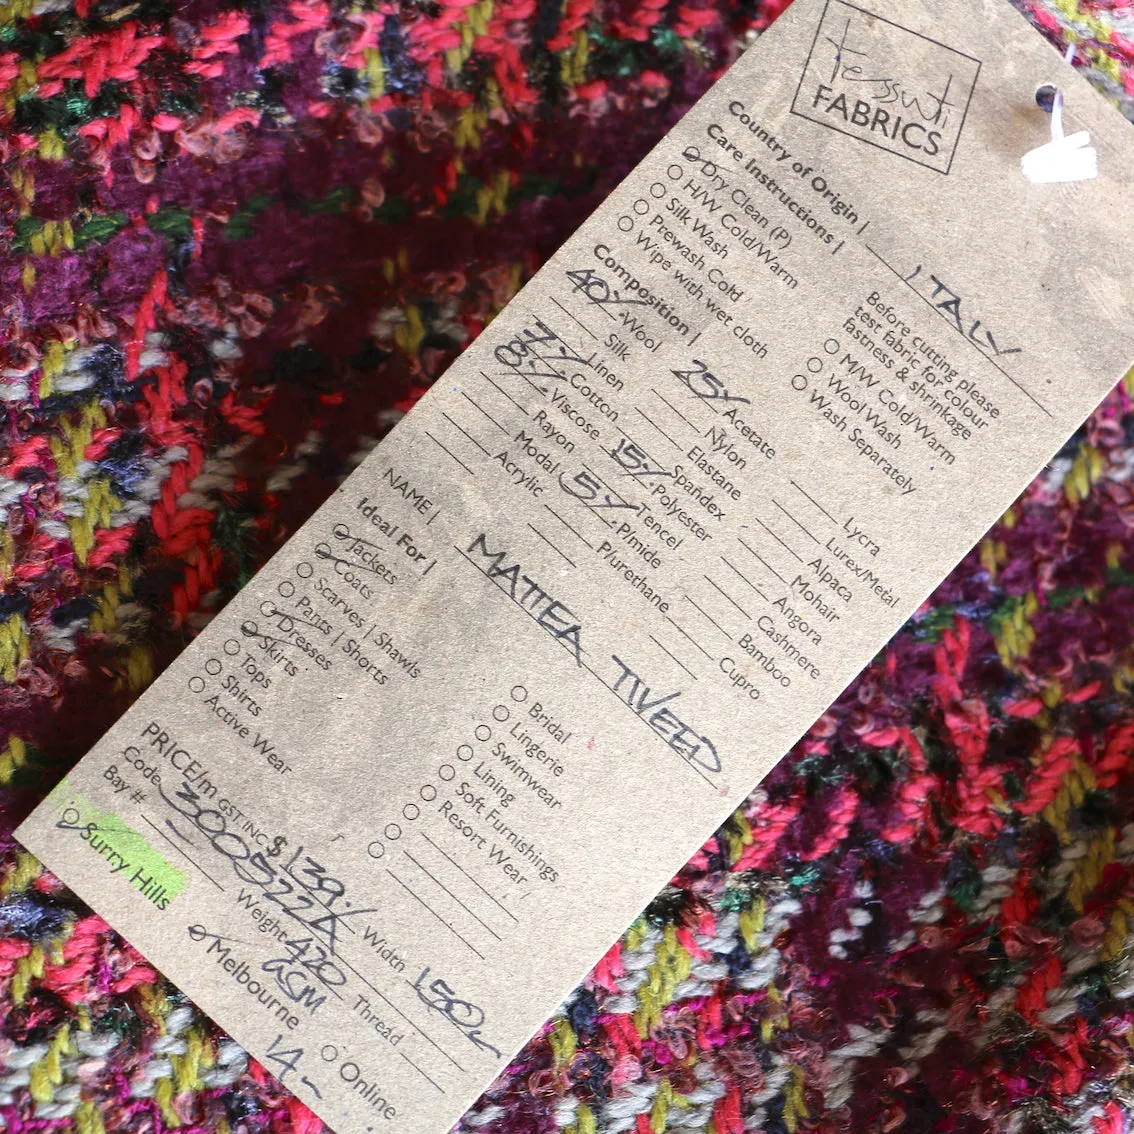 tessuti
FABRICS
Country of Origin | ITALY
Care Instructions |
Dry Clean (P)
H/W Cold/Warm
Silk Wash
Prewash Cold
Wipe with wet cloth
Before cutting please
test fabric for colour
fastness & shrinkage
M/W Cold/Warm
Wool Wash
Wash Separately
Composition |
40% Wool
Silk
Linen
7% Cotton
8% Viscose
Rayon
Modal
Acrylic
25% Acetate
Nylon
Elastane
Spandex
15% Polyester
Tencel
5% P/mide
P/urethane
Lycra
Lurex/Metal
Alpaca
Mohair
Angora
Cashmere
Bamboo
Cupro
NAME | MATTEA TWEED
Ideal For |
Jackets
Coats
Scarves | Shawls
Pants | Shorts
Dresses
Skirts
Tops
Shirts
Active Wear
Bridal
Lingerie
Swimwear
Lining
Soft Furnishings
Resort Wear
PRICE/m GST INC $ 139 Width 150
Code 300522A Weight 420 GSM Thread
Bay #
Surry Hills Melbourne 14 Online